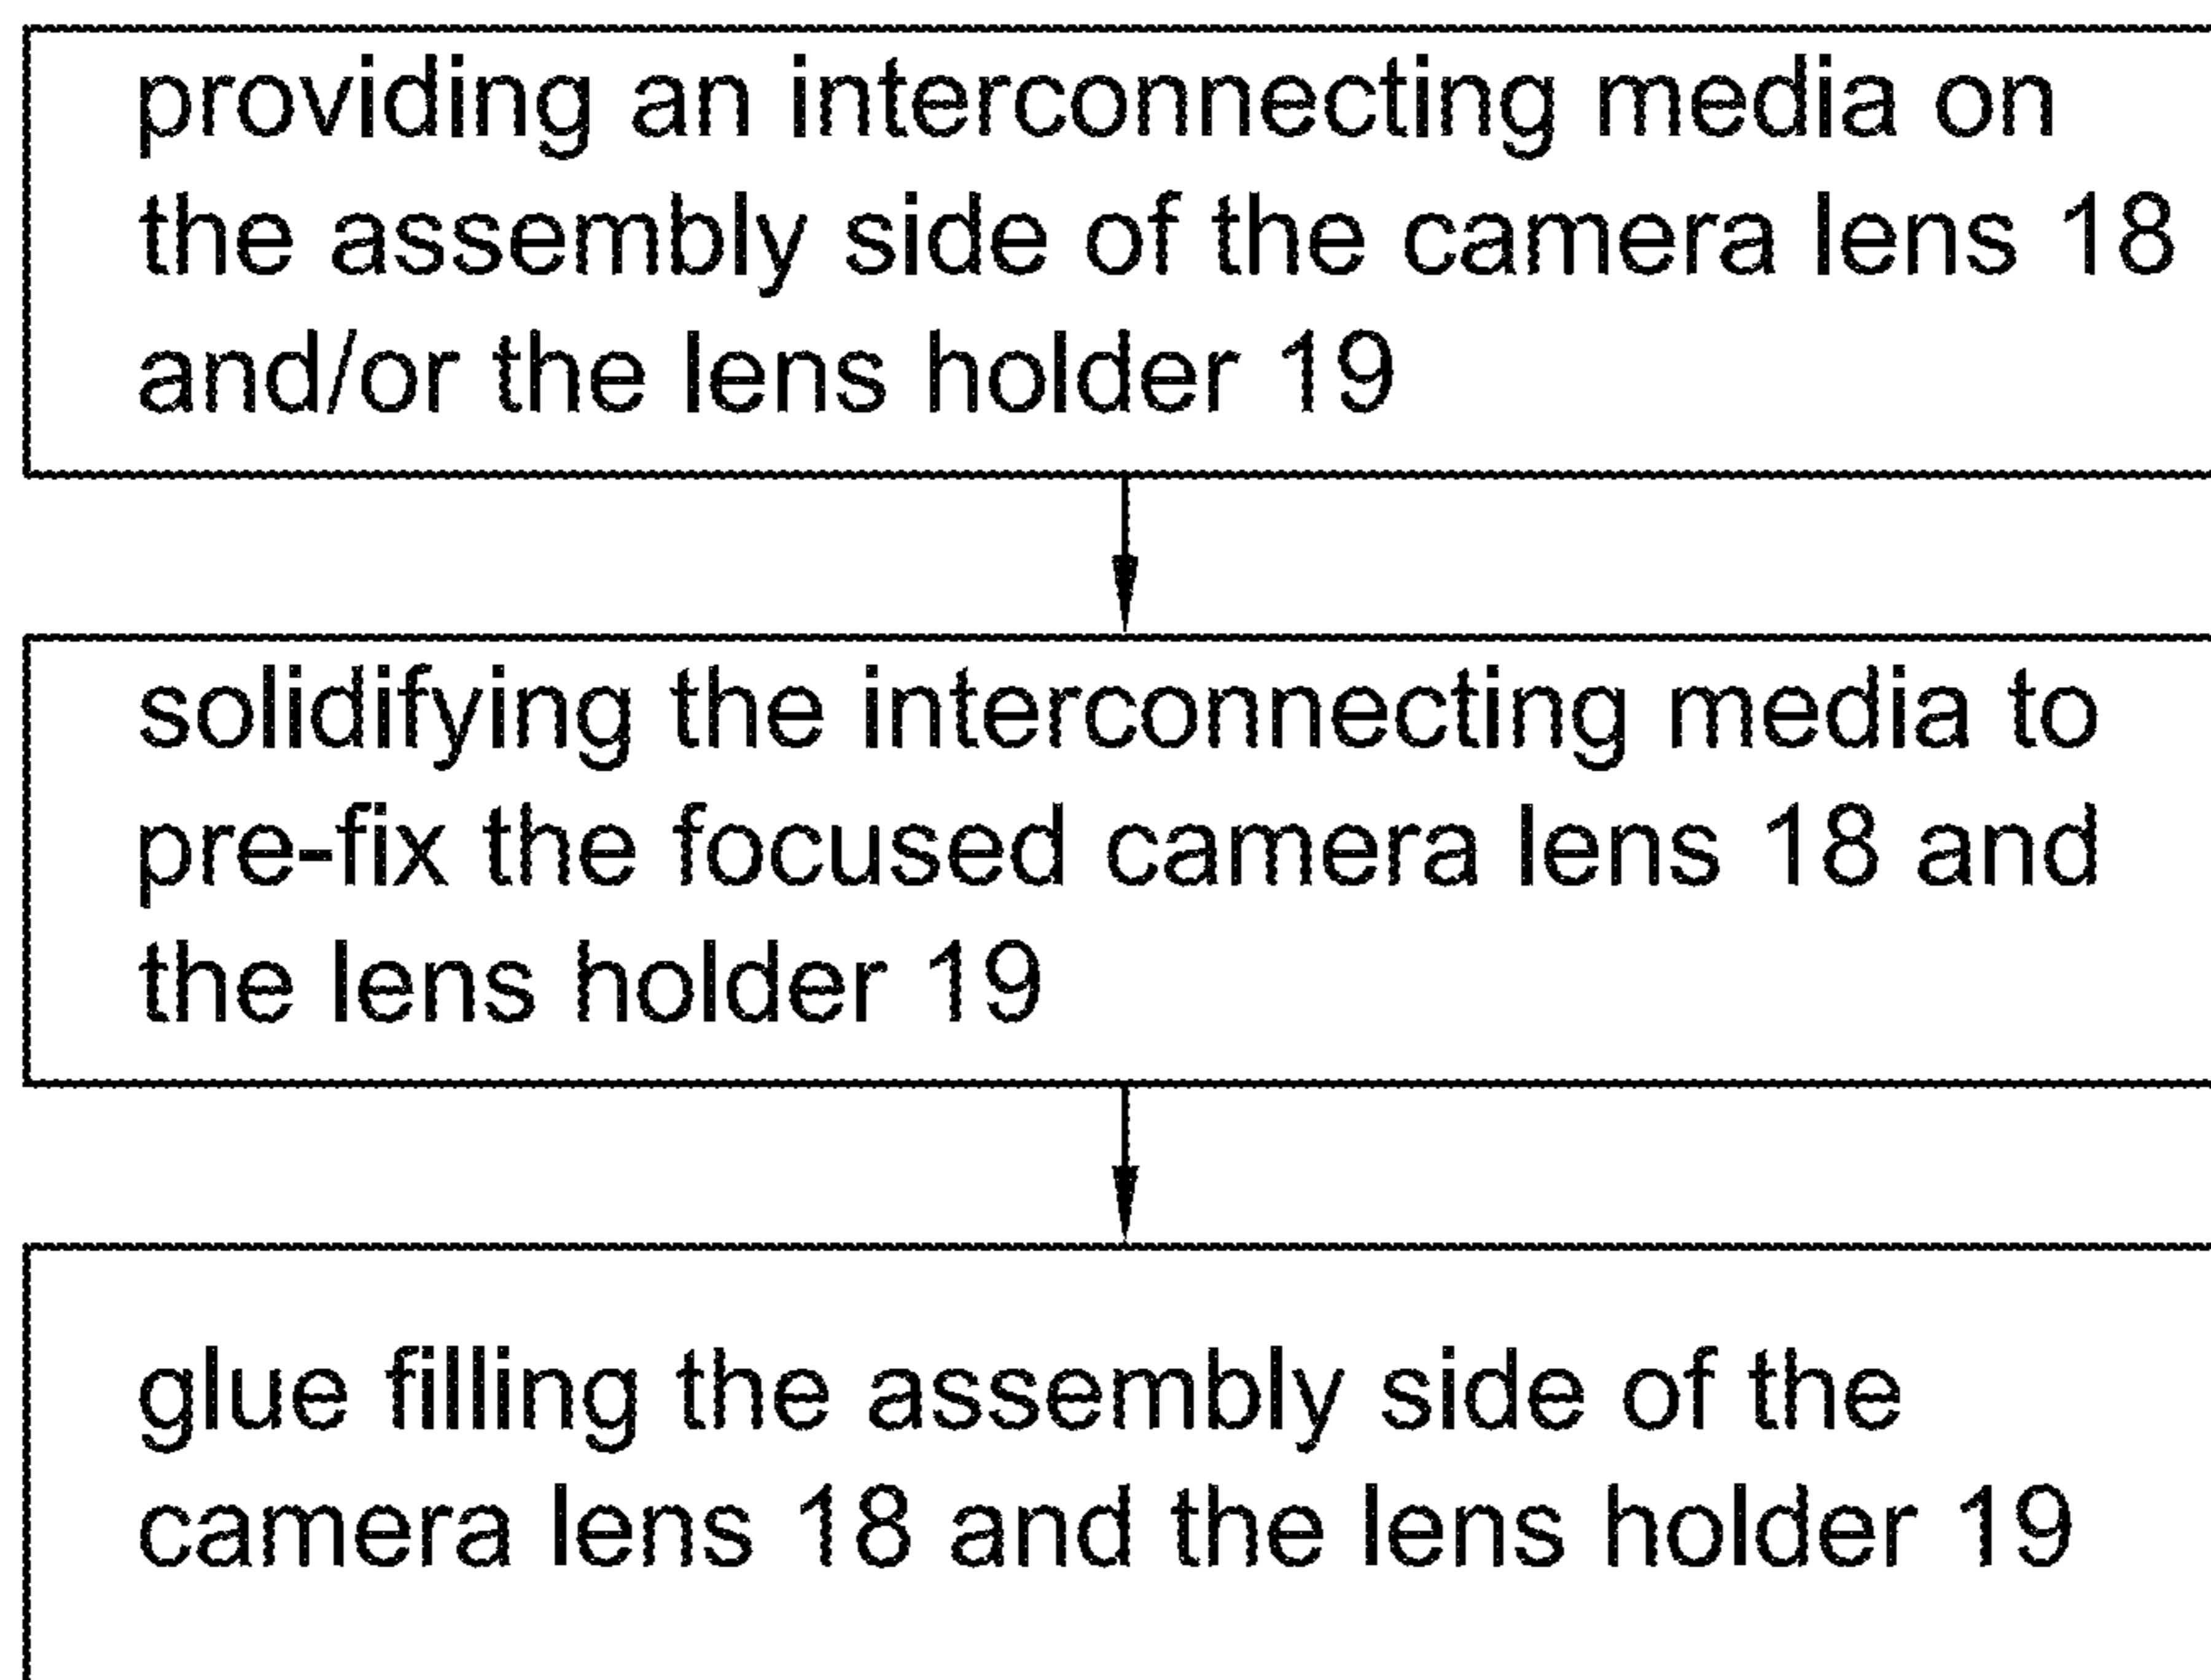 providing an interconnecting media on
the assembly side of the camera lens 18
and/or the lens holder 19
solidifying the interconnecting media to
pre-fix the focused camera lens 18 and
the lens holder 19
glue filling the assembly side of the
camera lens 18 and the lens holder 19